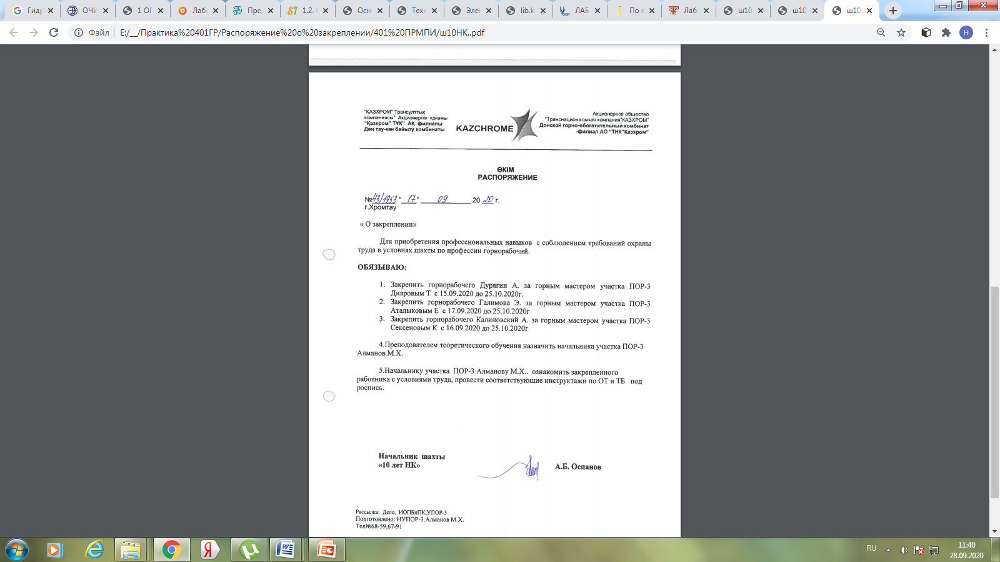 Гидр
ОЧИ
1 ОГ
Лабо
Пред
1.2. С
Осно
Техн
Элек
lib.kz
ЛАБ
По в
Лабо
ш10
ш10
ш10
Файл E:/__/Практика%20401ГР/Распоряжение%20о%20закреплении/401%20ПРМПИ/ш10НК..pdf
Н
"ҚАЗХРОМ" Трансұлттық
компаниясы" Акционерлік қоғамы
"Қазхром" ТҰК" АҚ филиалы
Дөң тау-кен байыту комбинаты
KAZCHROME
Акционерное общество
"Транснациональная компания"КАЗХРОМ"
Донской горно-обогатительный комбинат
-филиал АО "ТНК"Казхром"
ӨКІМ
РАСПОРЯЖЕНИЕ
№43/1953 "17" 09 20 20 г.
г.Хромтау
« О закреплении»
Для приобретения профессиональных навыков с соблюдением требований охраны
труда в условиях шахты по профессии горнорабочий.
ОБЯЗЫВАЮ:
1. Закрепить горнорабочего Дурягин А. за горным мастером участка ПОР-3
Дияровым Т с 15.09.2020 до 25.10.2020г.
2. Закрепить горнорабочего Галимова Э. за горным мастером участка ПОР-3
Аталыковым Е с 17.09.2020 до 25.10.2020г
3. Закрепить горнорабочего Калиновский А. за горным мастером участка ПОР-3
Сексеновым К с 16.09.2020 до 25.10.2020г
4.Преподователем теоретического обучения назначить начальника участка ПОР-3
Алманов М.Х.
5.Начальнику участка ПОР-3 Алманову М.Х.. ознакомить закрепленного
работника с условиями труда, провести соответствующие инструктажи по ОТ и ТБ под
роспись.
Начальник шахты
«10 лет НК»
А.Б. Оспанов
Рассылка: Дело, ИОПБиПК,УПОР-3
Подготовлено: НУПОР-3.Алманов М.Х.
Тел№68-59,67-91
RU
11:40
28.09.2020